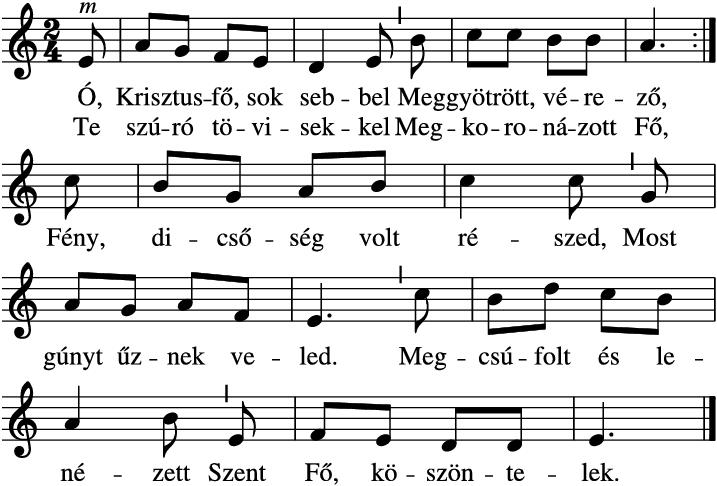 m
2
4
Ó, Krisztus-fő, sok seb-bel Meggyötrött, vé-re-ző,
Te szú-ró tö-vi-sek-kel Meg-ko-ro-ná-zott Fő,
Fény, di-cső-ség volt ré-szed, Most
gúnyt űz-nek ve-led. Meg-csú-folt és le-
né-zett Szent Fő, kö-szön-te-lek.